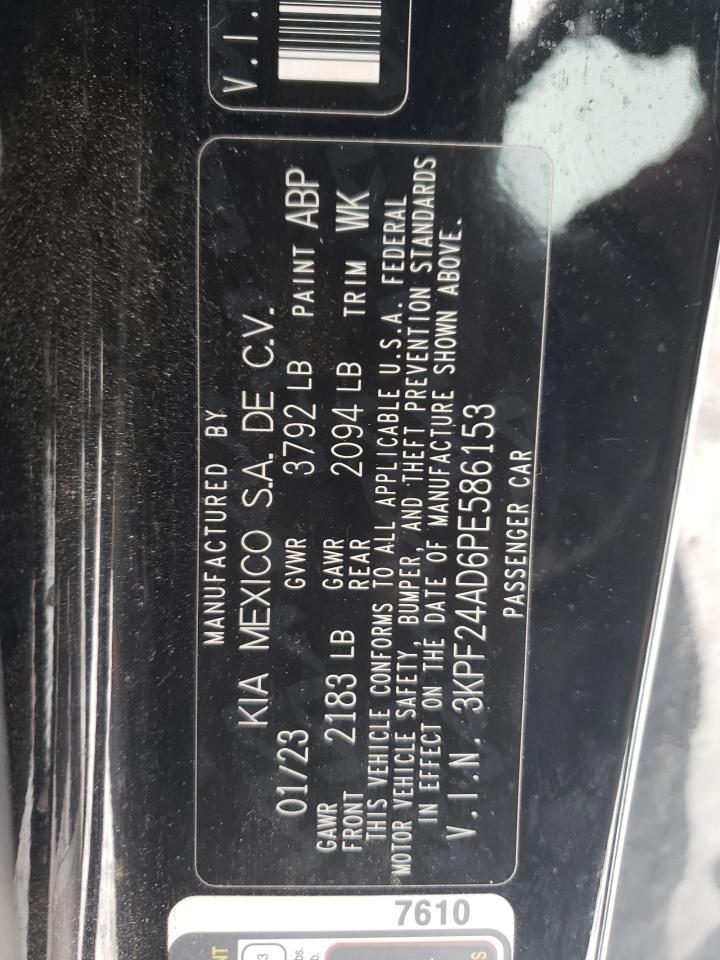 MANUFACTURED BY
KIA MEXICO S.A. DE C.V.
01/23 GVWR 3792 LB PAINT ABP
GAWR FRONT 2183 LB GAWR REAR 2094 LB TRIM WK
THIS VEHICLE CONFORMS TO ALL APPLICABLE U.S.A. FEDERAL
MOTOR VEHICLE SAFETY, BUMPER, AND THEFT PREVENTION STANDARDS
IN EFFECT ON THE DATE OF MANUFACTURE SHOWN ABOVE.
V.I.N. 3KPF24AD6PE586153
PASSENGER CAR
V.I.
7610